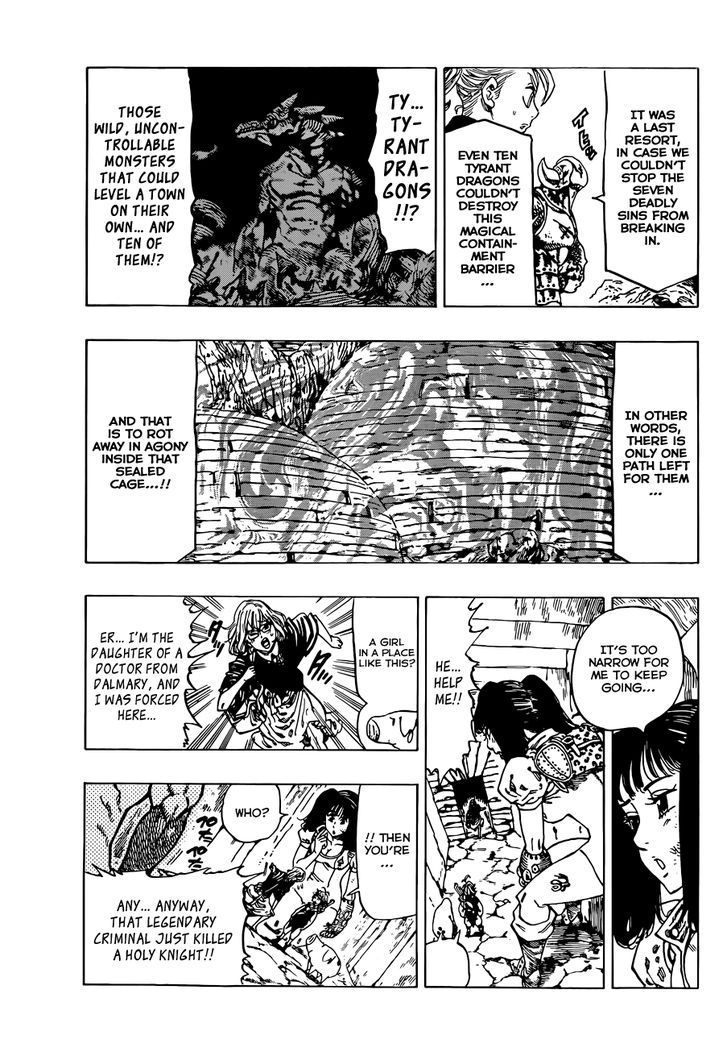 IT WAS
A LAST
RESORT,
IN CASE WE
COULDN'T
STOP THE
SEVEN
DEADLY
SINS FROM
BREAKING
IN.
EVEN TEN
TYRANT
DRAGONS
COULDN'T
DESTROY
THIS
MAGICAL
CONTAIN-
MENT
BARRIER
...
TY...
TY-
RANT
DRA-
GONS
!!?
THOSE
WILD, UNCON-
TROLLABLE
MONSTERS
THAT COULD
LEVEL A TOWN
ON THEIR
OWN... AND
TEN OF
THEM!?
IN OTHER
WORDS,
THERE IS
ONLY ONE
PATH LEFT
FOR THEM
...
AND THAT
IS TO ROT
AWAY IN AGONY
INSIDE THAT
SEALED
CAGE...!!
IT'S TOO
NARROW FOR
ME TO KEEP
GOING...
HE...
HELP
ME!!
A GIRL
IN A PLACE
LIKE THIS?
ER... I'M THE
DAUGHTER OF A
DOCTOR FROM
DALMARY, AND
I WAS FORCED
HERE...
!! THEN
YOU'RE
...
WHO?
ANY... ANYWAY,
THAT LEGENDARY
CRIMINAL JUST KILLED
A HOLY KNIGHT!!